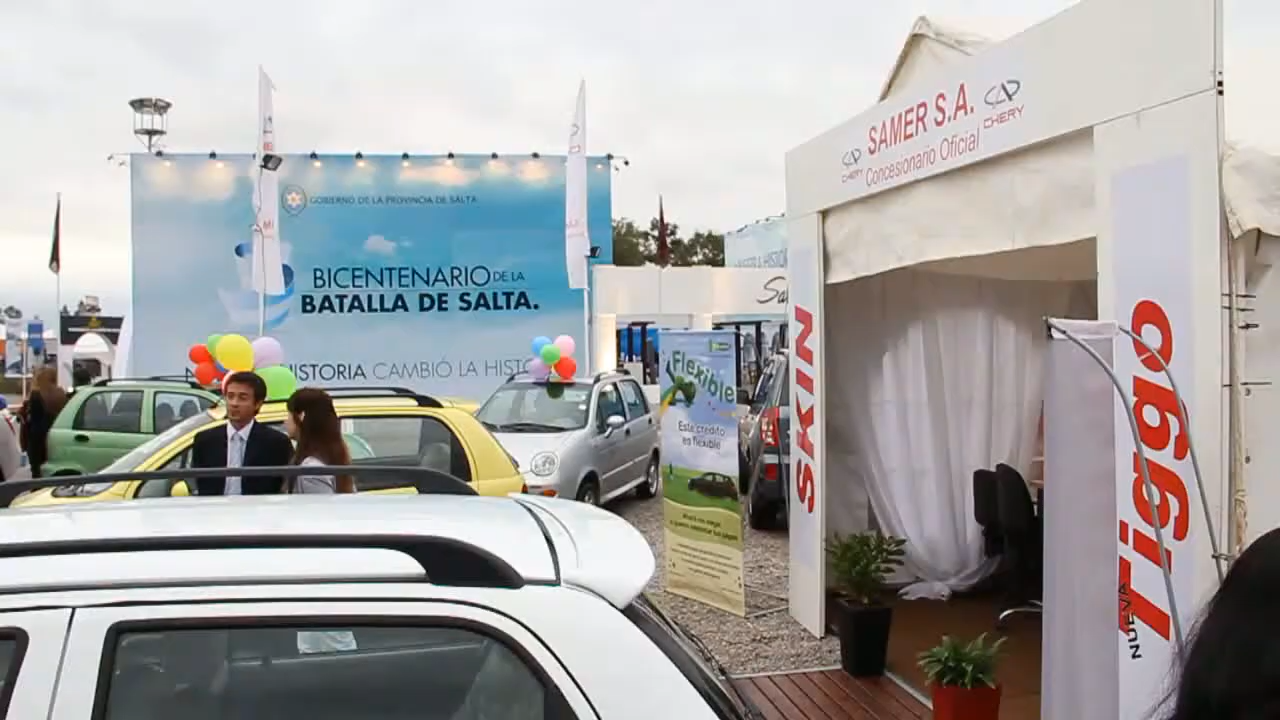 GOBIERNO DE LA PROVINCIA DE SALTA
BICENTENARIO DE LA
BATALLA DE SALTA.
HISTORIA CAMBIÓ LA
SAMER S.A.
Concesionario Oficial
CHERY
CHERY
SKIN
NUEVA Tiggo
¡Flexible
Este crédito
es flexible